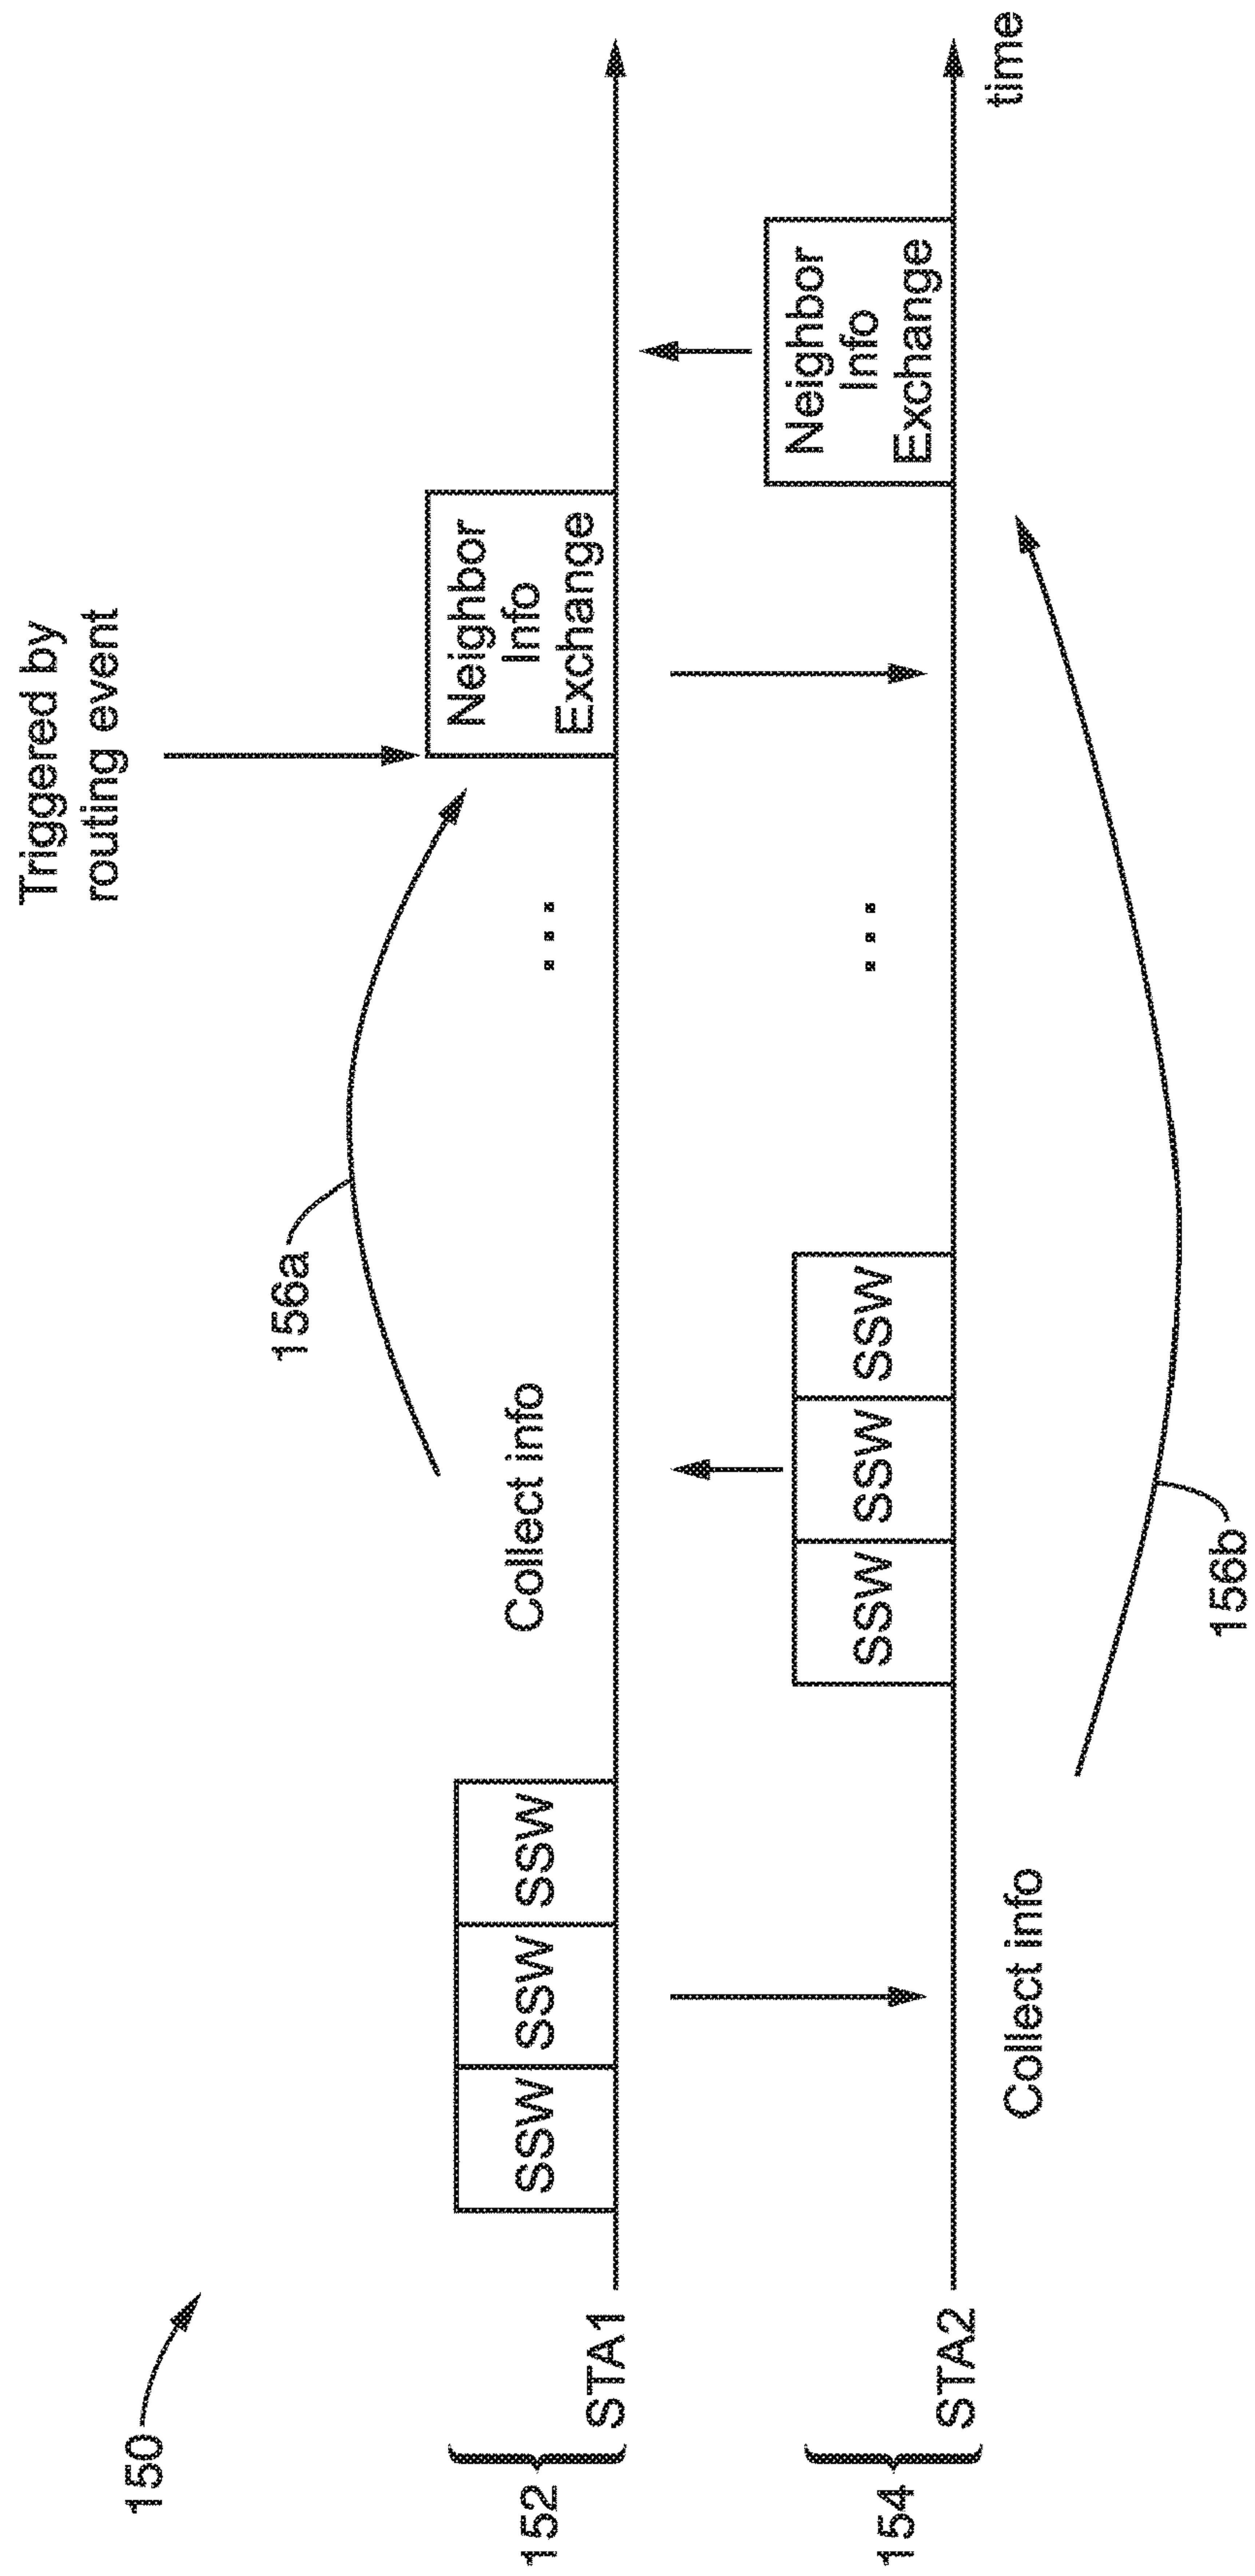 150
Triggered by
routing event
156a
152
STA1
SSW
SSW
SSW
Collect info
...
Neighbor
Info
Exchange
154
STA2
Collect info
SSW
SSW
SSW
...
Neighbor
Info
Exchange
time
156b